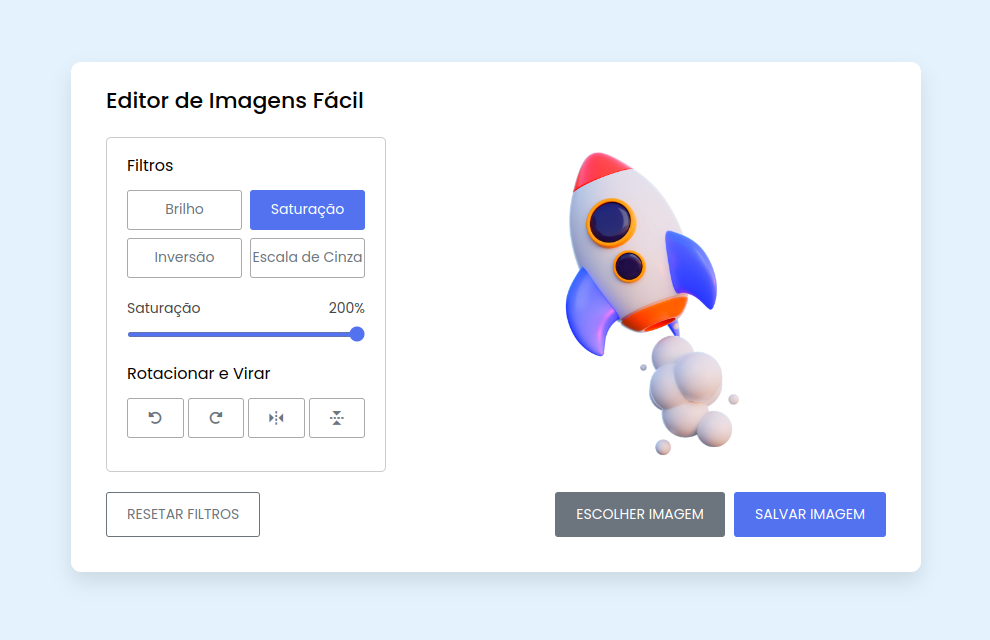 Editor de Imagens Fácil
Filtros
Brilho
Saturação
Inversão
Escala de Cinza
Saturação 200%
Rotacionar e Virar
RESETAR FILTROS
ESCOLHER IMAGEM
SALVAR IMAGEM